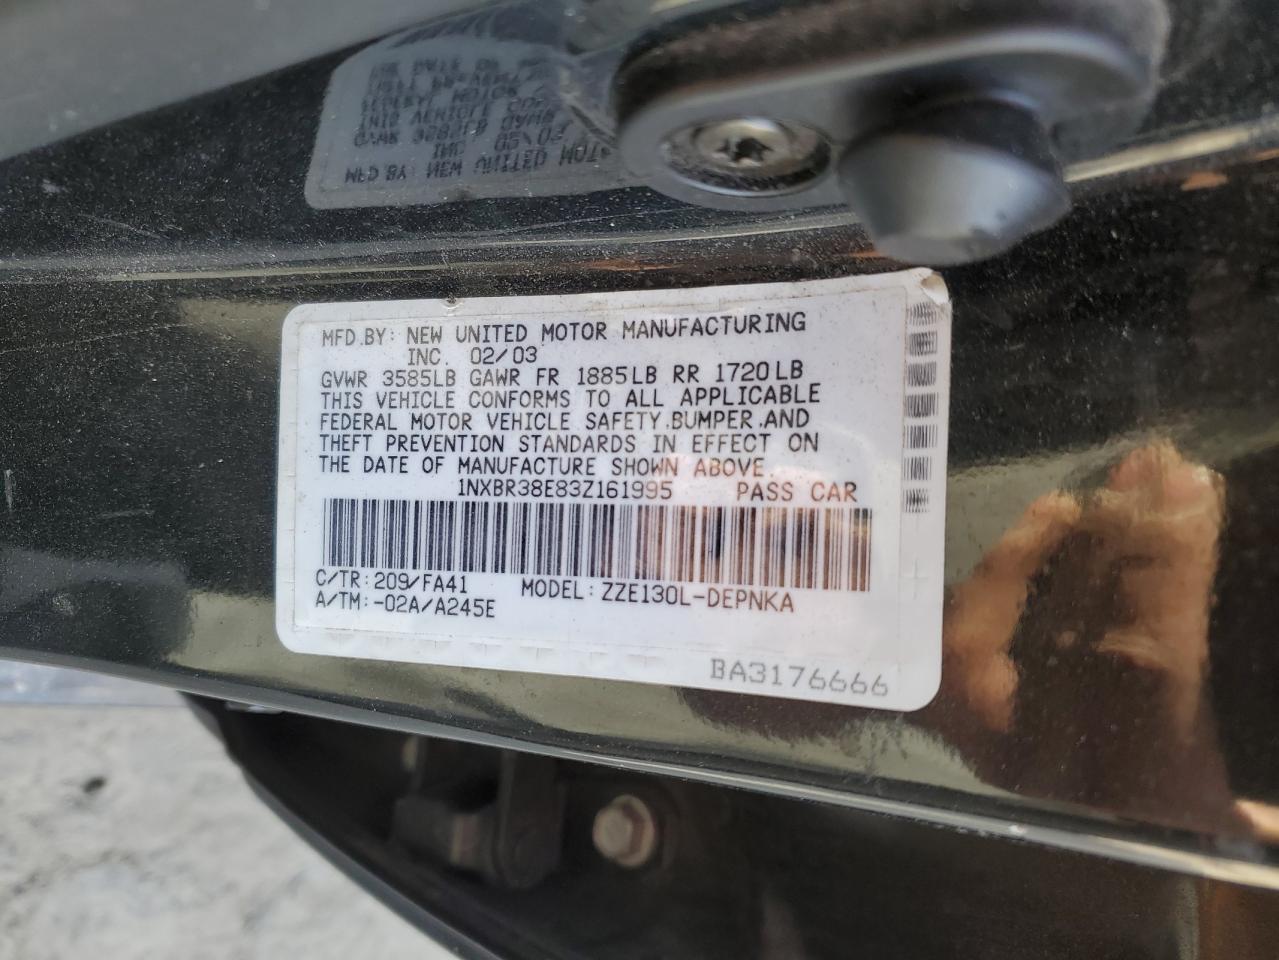 MFD.BY: NEW UNITED MOTOR MANUFACTURING
INC. 02/03
GVWR 3585LB GAWR FR 1885LB RR 1720LB
THIS VEHICLE CONFORMS TO ALL APPLICABLE
FEDERAL MOTOR VEHICLE SAFETY.BUMPER.AND
THEFT PREVENTION STANDARDS IN EFFECT ON
THE DATE OF MANUFACTURE SHOWN ABOVE.
1NXBR38E83Z161995 PASS CAR
C/TR:209/FA41 MODEL:ZZE130L-DEPNKA
A/TM:-02A/A245E
BA3176666